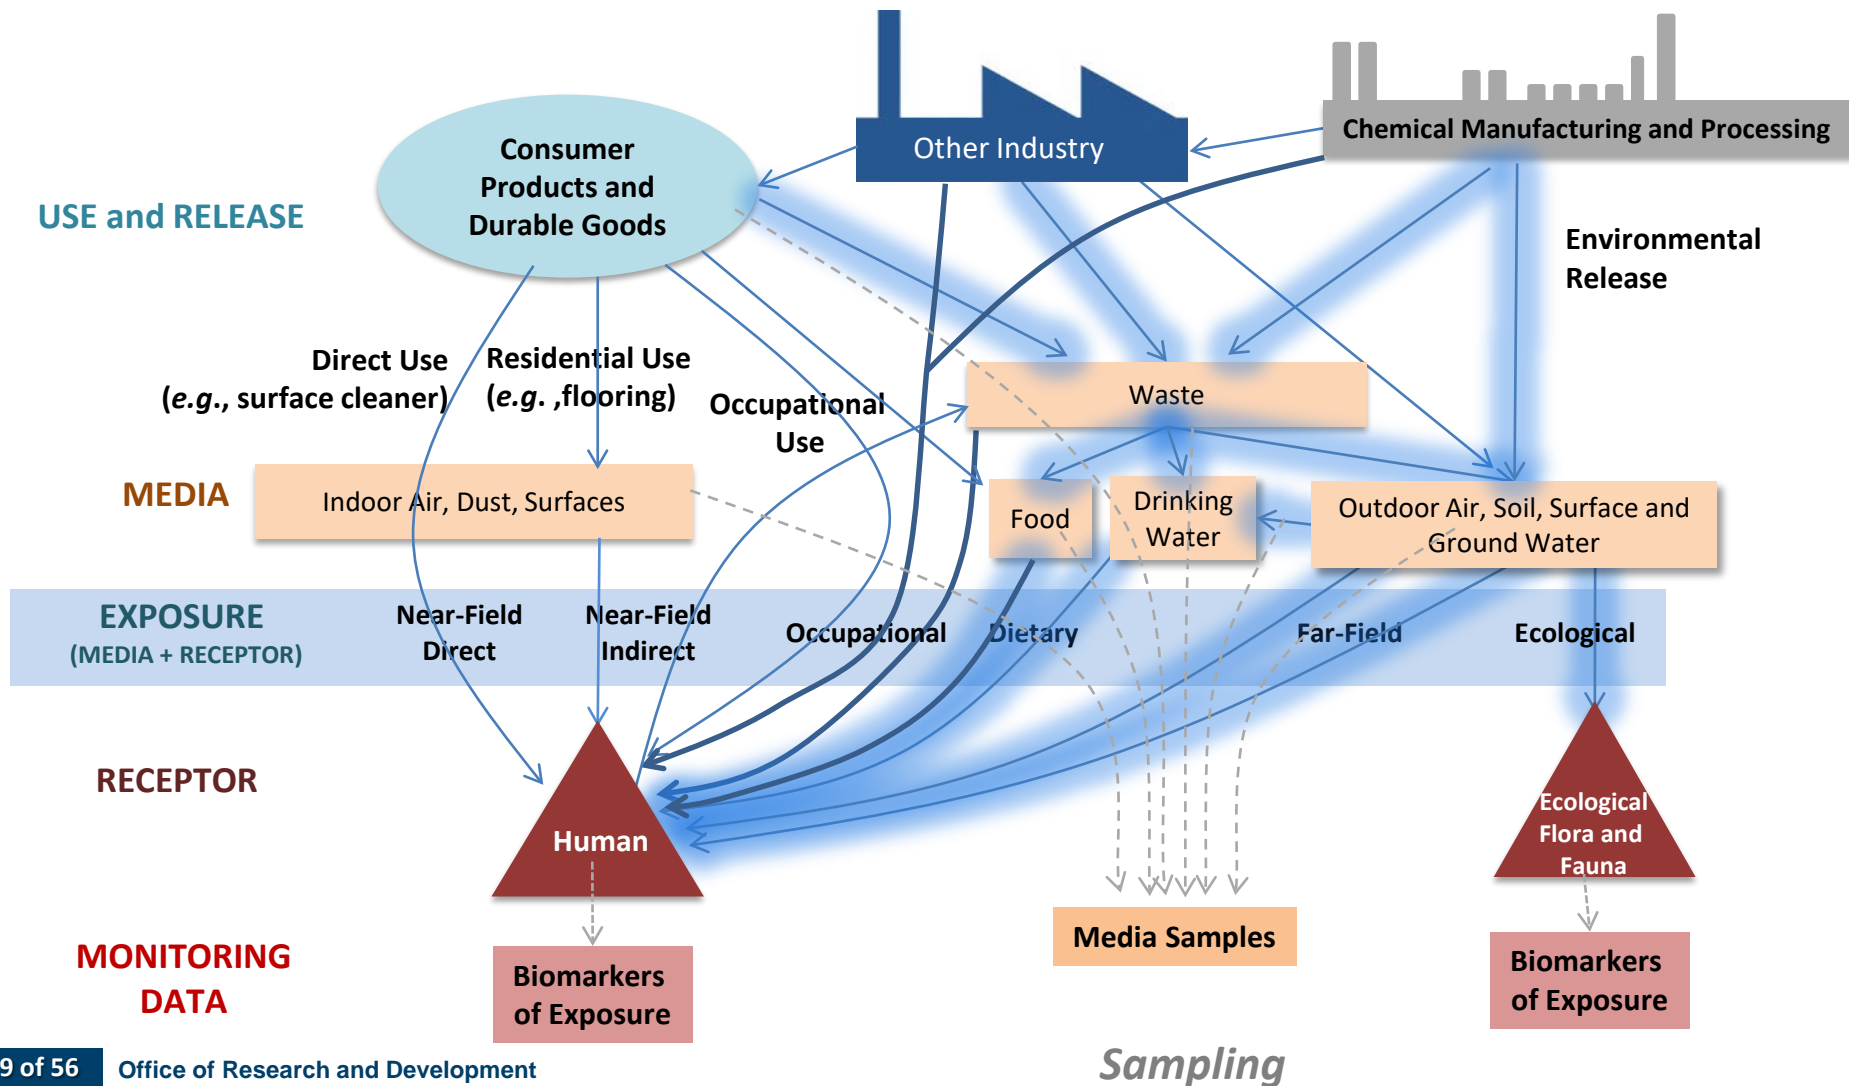 Consumer
Products and
Durable Goods
Other Industry
Chemical Manufacturing and Processing
USE and RELEASE
Environmental
Release
Direct Use
(e.g., surface cleaner)
Residential Use
(e.g. ,flooring)
Occupational
Use
Waste
MEDIA
Indoor Air, Dust, Surfaces
Food
Drinking
Water
Outdoor Air, Soil, Surface and
Ground Water
EXPOSURE
(MEDIA + RECEPTOR)
Near-Field
Direct
Near-Field
Indirect
Occupational
Dietary
Far-Field
Ecological
RECEPTOR
Human
Ecological
Flora and
Fauna
MONITORING
DATA
Biomarkers
of Exposure
Media Samples
Biomarkers
of Exposure
9 of 56
Office of Research and Development
Sampling